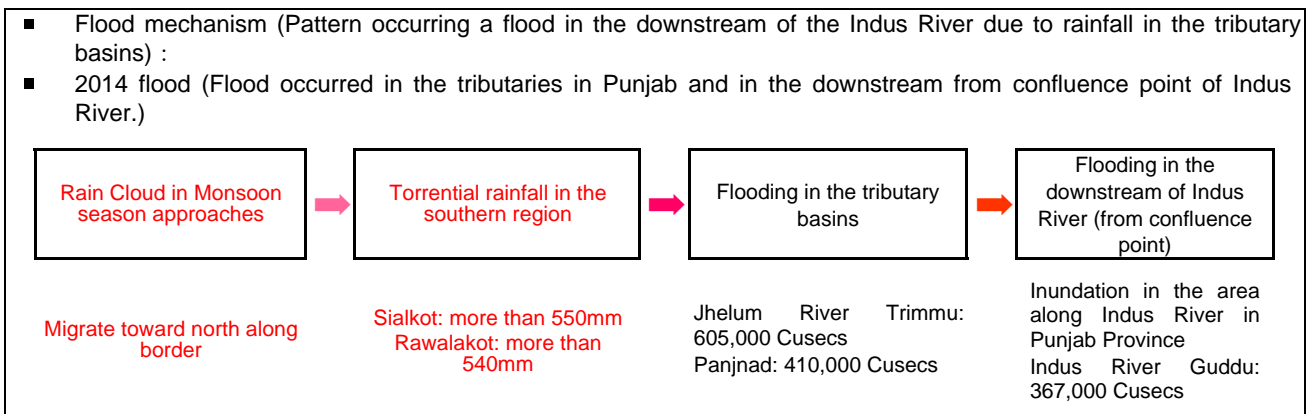 ■ Flood mechanism (Pattern occurring a flood in the downstream of the Indus River due to rainfall in the tributary
basins) :
■ 2014 flood (Flood occurred in the tributaries in Punjab and in the downstream from confluence point of Indus
River.)
Rain Cloud in Monsoon
season approaches
Torrential rainfall in the
southern region
Flooding in the tributary
basins
Flooding in the
downstream of Indus
River (from confluence
point)
Migrate toward north along
border
Sialkot: more than 550mm
Rawalakot: more than
540mm
Jhelum River Trimmu:
605,000 Cusecs
Panjnad: 410,000 Cusecs
Inundation in the area
along Indus River in
Punjab Province
Indus River Guddu:
367,000 Cusecs